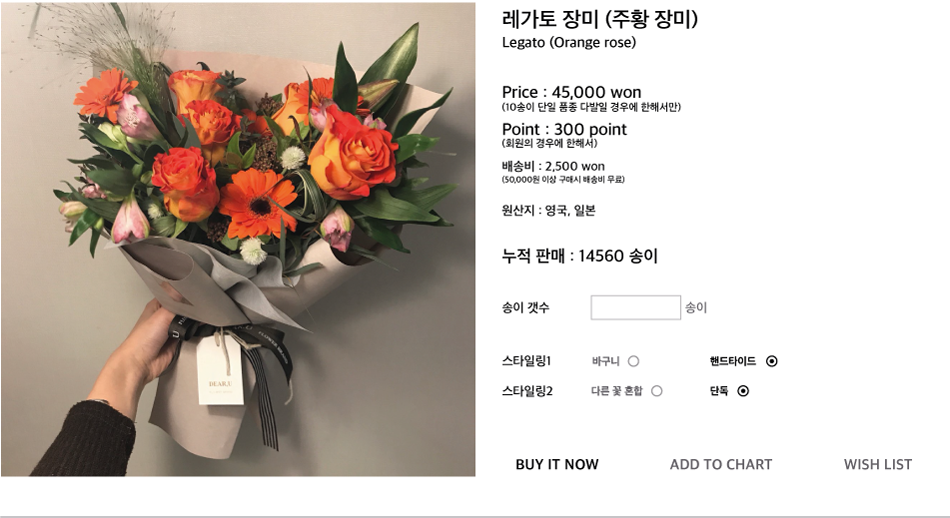 레가토 장미 (주황 장미)
Legato (Orange rose)
Price : 45,000 won
(10송이 단일 품종 다발일 경우에 한해서만)
Point : 300 point
(회원의 경우에 한해서)
배송비 : 2,500 won
(50,000원 이상 구매시 배송비 무료)
원산지 : 영국, 일본
누적 판매 : 14560 송이
송이 갯수 송이
스타일링1 바구니 핸드타이드
스타일링2 다른 꽃 혼합 단독
BUY IT NOW ADD TO CHART WISH LIST
DEAR,U